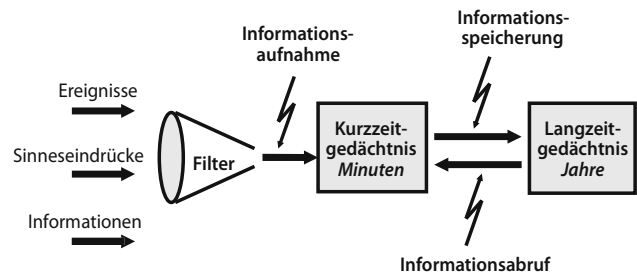 Informations-
aufnahme
Informations-
speicherung
Ereignisse
Sinneseindrücke
Informationen
Filter
Kurzzeit-
gedächtnis
Minuten
Langzeit-
gedächtnis
Jahre
Informationsabruf